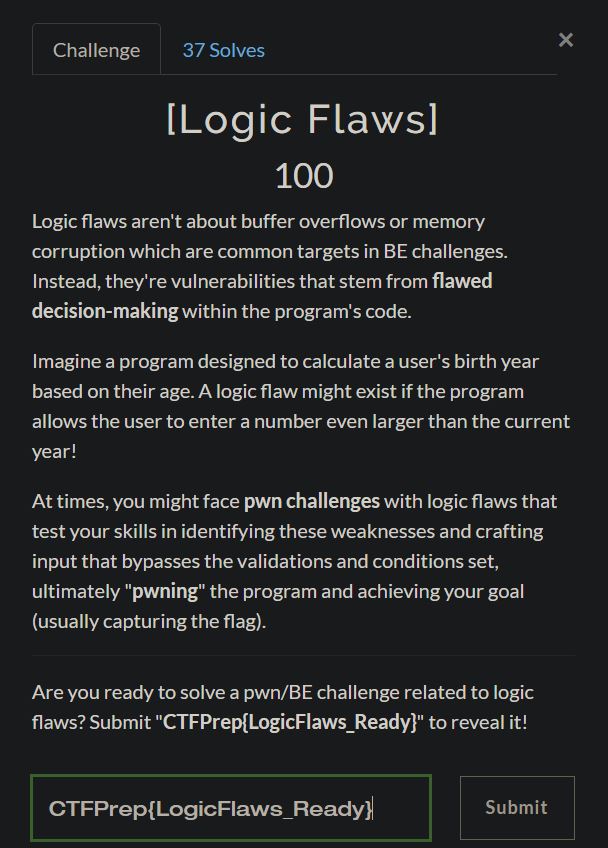 Challenge
37 Solves
×
[Logic Flaws]
100
Logic flaws aren't about buffer overflows or memory
corruption which are common targets in BE challenges.
Instead, they're vulnerabilities that stem from flawed
decision-making within the program's code.
Imagine a program designed to calculate a user's birth year
based on their age. A logic flaw might exist if the program
allows the user to enter a number even larger than the current
year!
At times, you might face pwn challenges with logic flaws that
test your skills in identifying these weaknesses and crafting
input that bypasses the validations and conditions set,
ultimately "pwning" the program and achieving your goal
(usually capturing the flag).
Are you ready to solve a pwn/BE challenge related to logic
flaws? Submit "CTFPrep{LogicFlaws_Ready}" to reveal it!
CTFPrep{LogicFlaws_Ready}
Submit